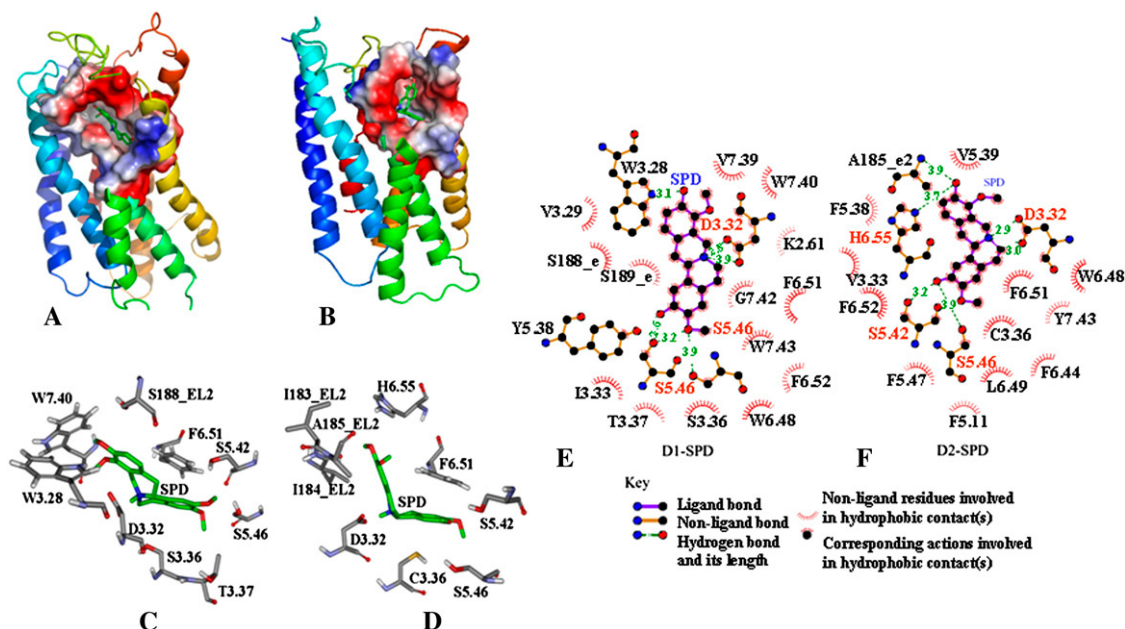 A
B
W7.40
S188_EL2
F6.51
S5.42
SPD
W3.28
D3.32
S5.46
S3.36
T3.37
C
I183_EL2
H6.55
A185_EL2
F6.51
I184_EL2
SPD
S5.42
D3.32
C3.36
S5.46
D
W3.28
SPD
V7.39
W7.40
3.1
D3.32
V3.29
K2.61
3.9
S188_e
S189_e
F6.51
G7.42
Y5.38
S5.46
2.6
3.2
W7.43
3.9
F6.52
S5.46
I3.33
T3.37
S3.36
W6.48
E
D1-SPD
A185_e2
V5.39
3.9
SPD
3.7
F5.38
D3.32
2.9
H6.55
3.0
V3.33
W6.48
F6.51
F6.52
3.2
3.9
Y7.43
S5.42
C3.36
S5.46
F6.44
F5.47
L6.49
F5.11
F
D2-SPD
Key
Ligand bond
Non-ligand bond
Hydrogen bond
and its length
Non-ligand residues involved
in hydrophobic contact(s)
Corresponding actions involved
in hydrophobic contact(s)